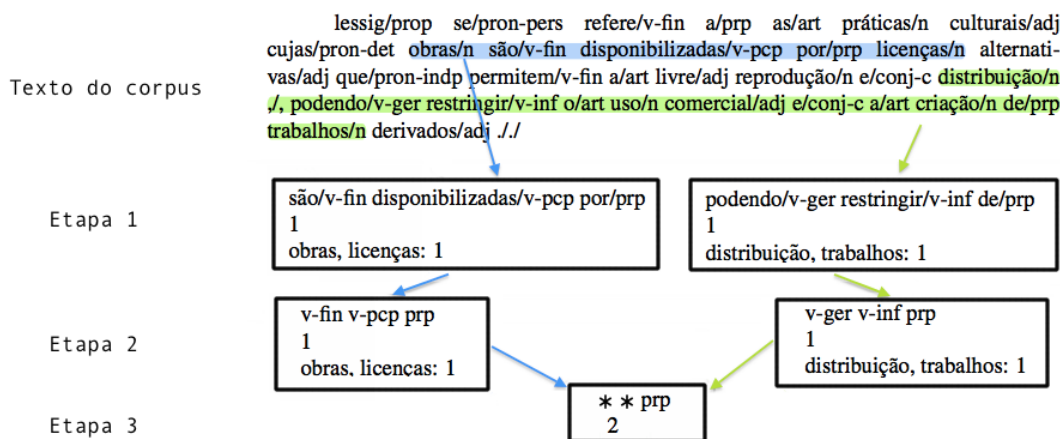 lessig/prop se/pron-pers refere/v-fin a/prp as/art práticas/n culturais/adj
cujas/pron-det obras/n são/v-fin disponibilizadas/v-pcp por/prp licenças/n alternati-
Texto do corpus
vas/adj que/pron-indp permitem/v-fin a/art livre/adj reprodução/n e/conj-c distribuição/n
,/, podendo/v-ger restringir/v-inf o/art uso/n comercial/adj e/conj-c a/art criação/n de/prp
trabalhos/n derivados/adj ././
Etapa 1
são/v-fin disponibilizadas/v-pcp por/prp
1
obras, licenças: 1
podendo/v-ger restringir/v-inf de/prp
1
distribuição, trabalhos: 1
Etapa 2
v-fin v-pcp prp
1
obras, licenças: 1
v-ger v-inf prp
1
distribuição, trabalhos: 1
Etapa 3
* * prp
2